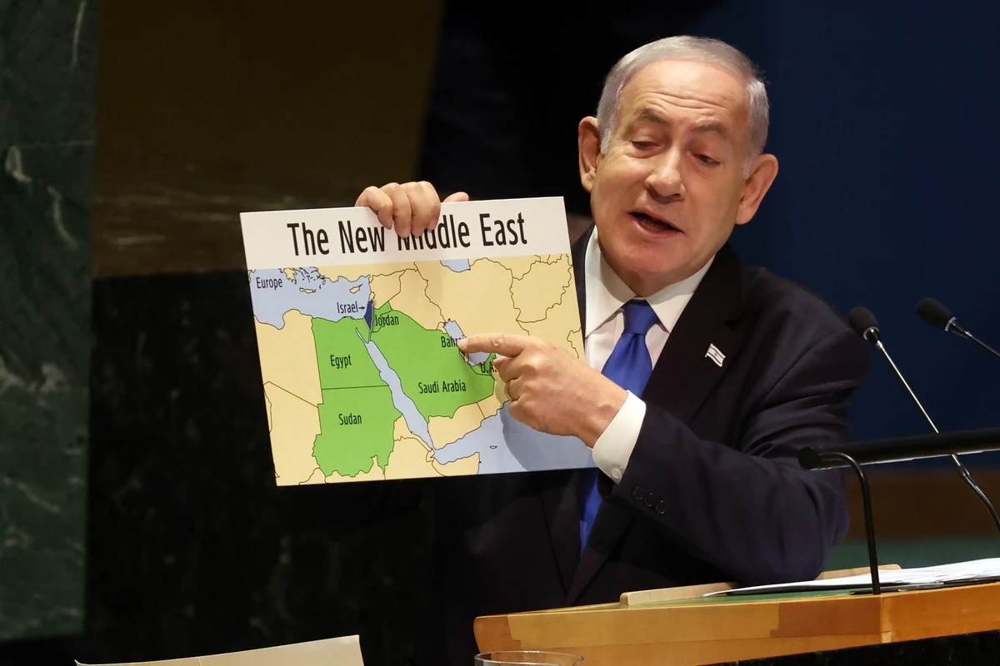 The New Middle East
Europe
Israel
Jordan
Egypt
Saudi Arabia
Sudan